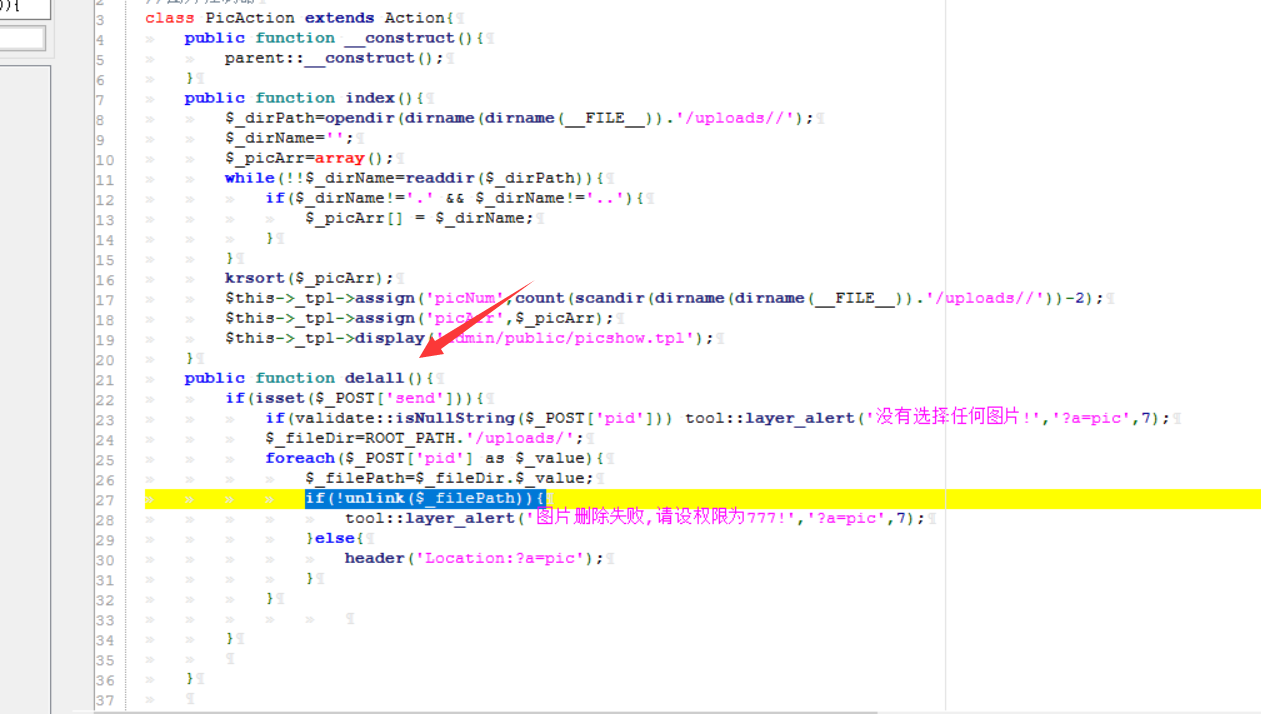 )){
3 class PicAction extends Action{
4 public function __construct(){
5 parent::__construct();
6 }
7 public function index(){
8 $_dirPath=opendir(dirname(dirname(__FILE__)).'/uploads//');
9 $_dirName='';
10 $_picArr=array();
11 while(!!$_dirName=readdir($_dirPath)){
12 if($_dirName!='.' && $_dirName!='..'){
13 $_picArr[] = $_dirName;
14 }
15 }
16 krsort($_picArr);
17 $this->_tpl->assign('picNum',count(scandir(dirname(dirname(__FILE__)).'/uploads//'))-2);
18 $this->_tpl->assign('picArr',$_picArr);
19 $this->_tpl->display('admin/public/picshow.tpl');
20 }
21 public function delall(){
22 if(isset($_POST['send'])){
23 if(validate::isNullString($_POST['pid'])) tool::layer_alert('没有选择任何图片!','?a=pic',7);
24 $_fileDir=ROOT_PATH.'/uploads/';
25 foreach($_POST['pid'] as $_value){
26 $_filePath=$_fileDir.$_value;
27 if(!unlink($_filePath)){
28 tool::layer_alert('图片删除失败,请设权限为777!','?a=pic',7);
29 }else{
30 header('Location:?a=pic');
31 }
32 }
33
34 }
35
36 }
37